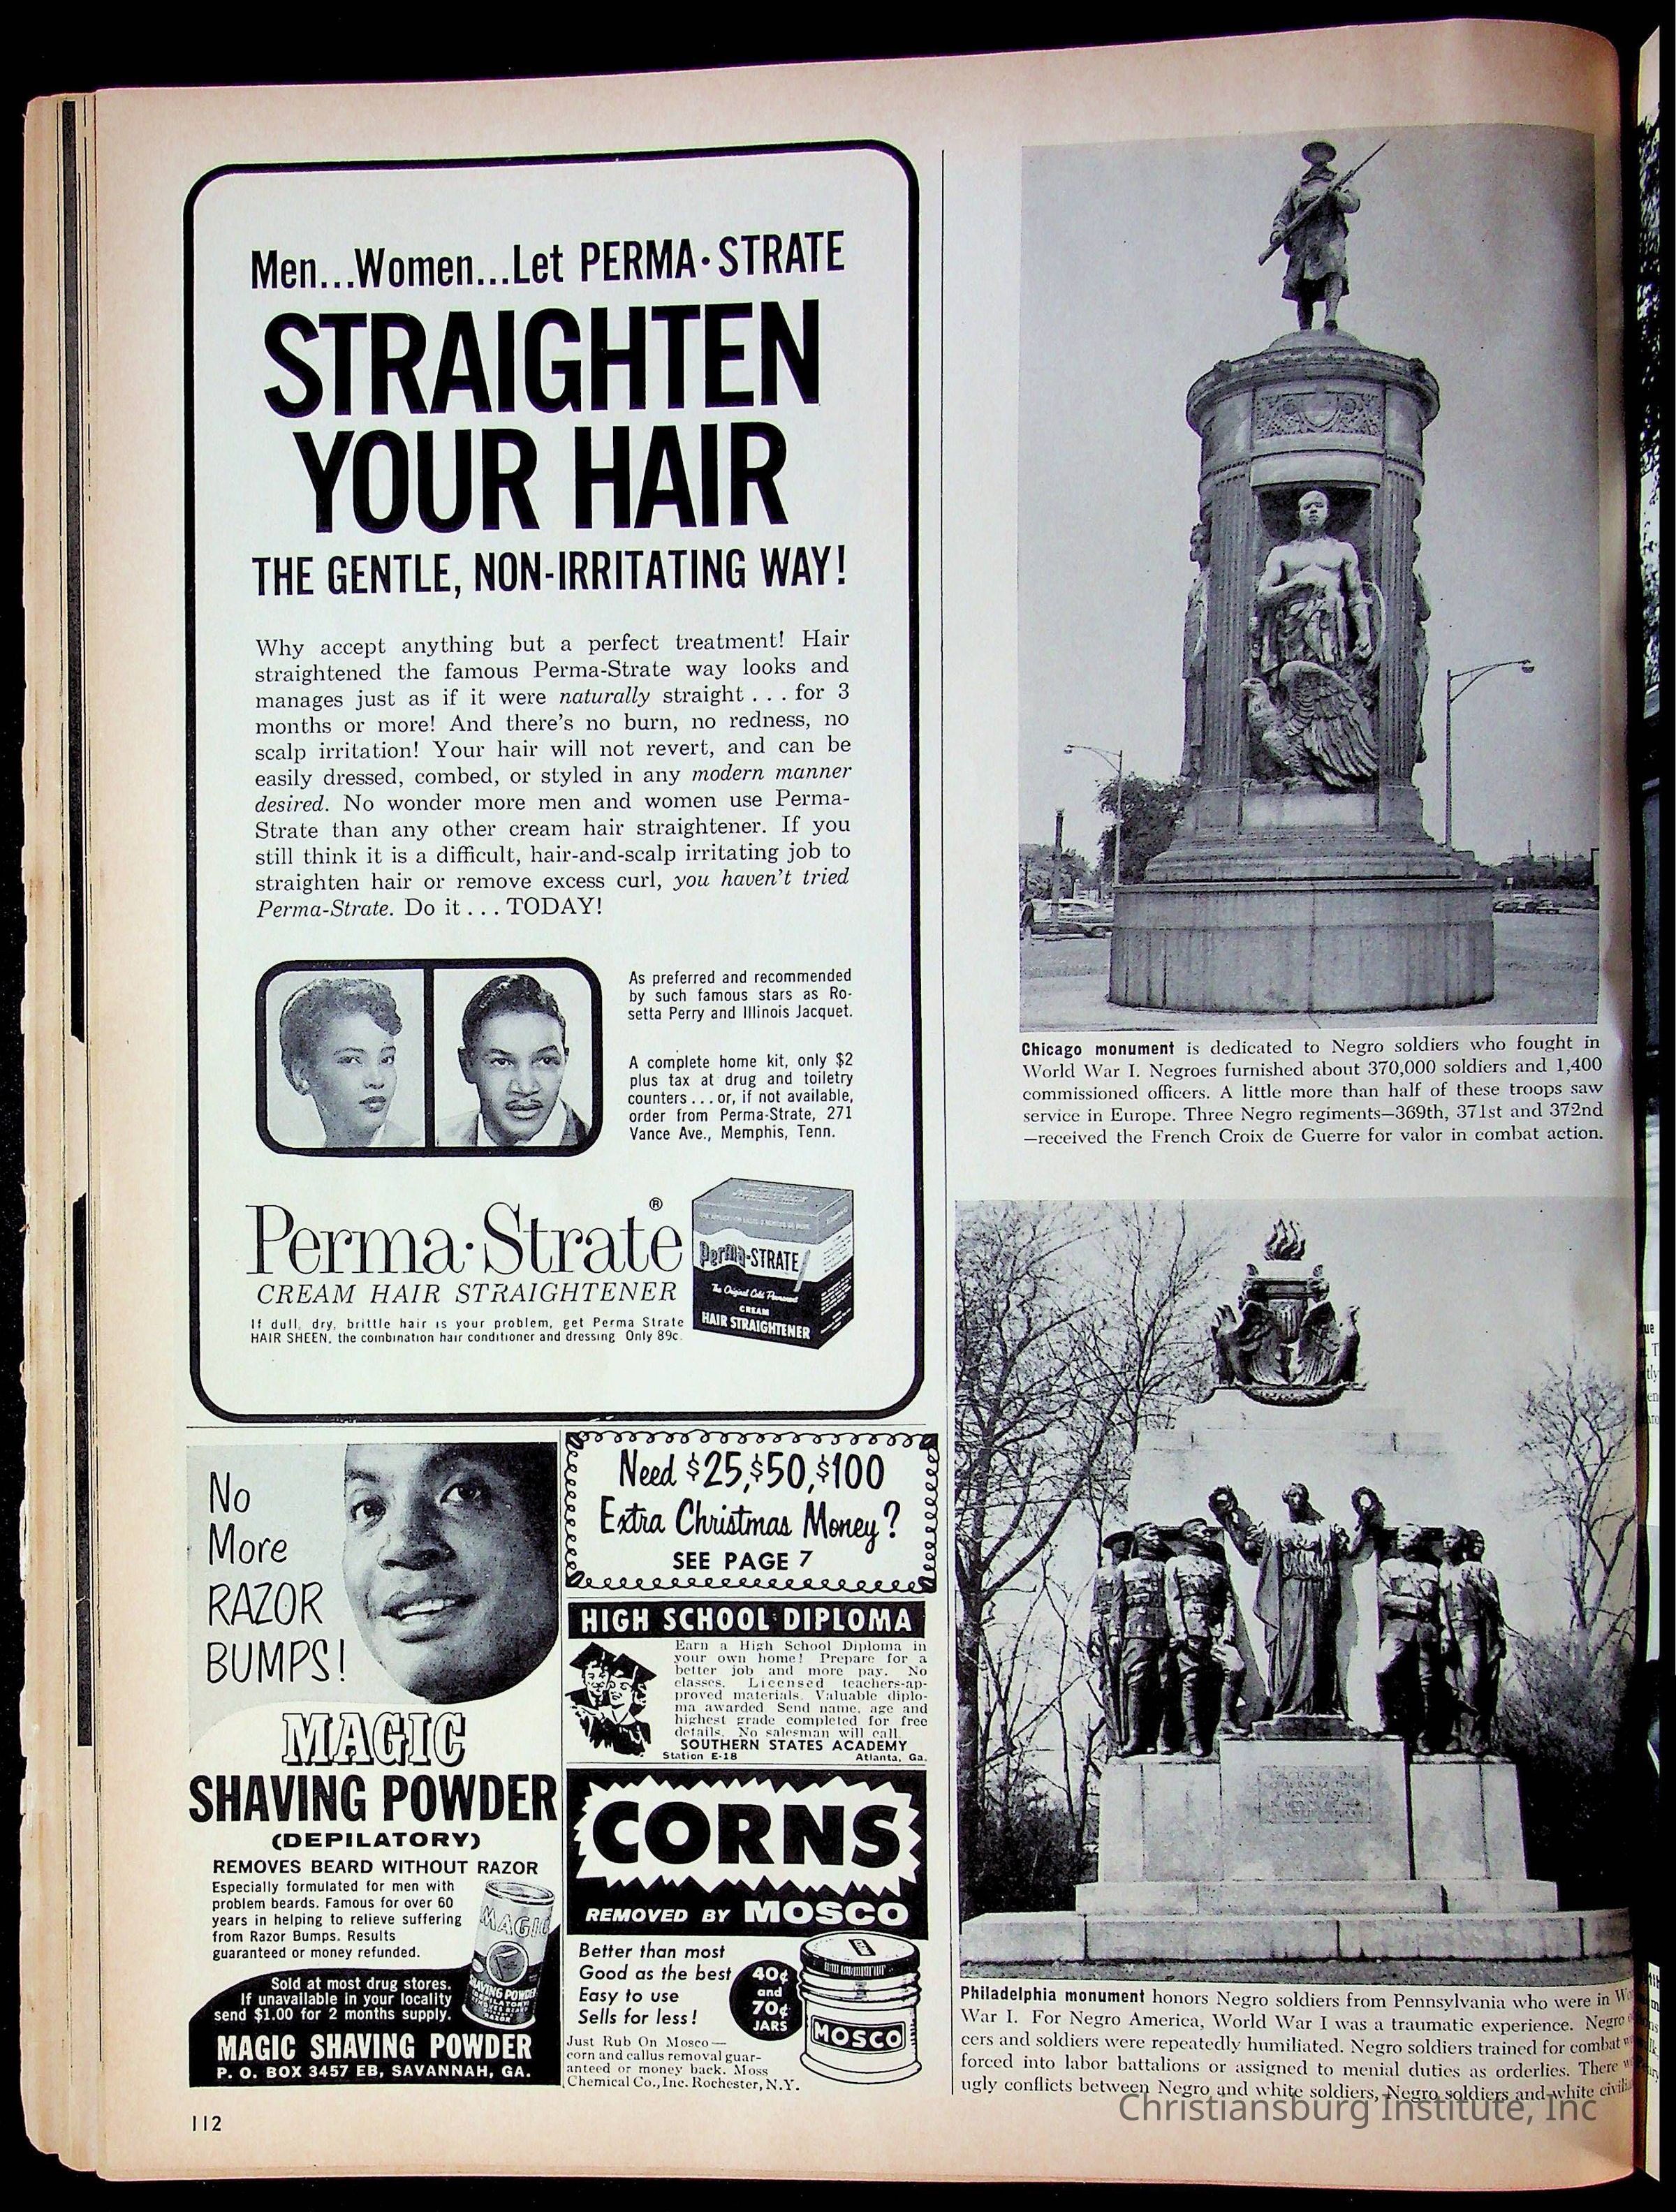 Men...Women...Let PERMA·STRATE
STRAIGHTEN
YOUR HAIR
THE GENTLE, NON-IRRITATING WAY!
Why accept anything but a perfect treatment! Hair
straightened the famous Perma-Strate way looks and
manages just as if it were naturally straight . . . for 3
months or more! And there's no burn, no redness, no
scalp irritation! Your hair will not revert, and can be
easily dressed, combed, or styled in any modern manner
desired. No wonder more men and women use Perma-
Strate than any other cream hair straightener. If you
still think it is a difficult, hair-and-scalp irritating job to
straighten hair or remove excess curl, you haven't tried
Perma-Strate. Do it . . . TODAY!
As preferred and recommended
by such famous stars as Ro-
setta Perry and Illinois Jacquet.
A complete home kit, only $2
plus tax at drug and toiletry
counters . . . or, if not available,
order from Perma-Strate, 271
Vance Ave., Memphis, Tenn.
Perma·Strate®
CREAM HAIR STRAIGHTENER
If dull, dry, brittle hair is your problem, get Perma Strate
HAIR SHEEN, the combination hair conditioner and dressing Only 89c.
Perma-STRATE
The Original Cold Permanent
CREAM
HAIR STRAIGHTENER
No
More
RAZOR
BUMPS!
MAGIC
SHAVING POWDER
(DEPILATORY)
REMOVES BEARD WITHOUT RAZOR
Especially formulated for men with
problem beards. Famous for over 60
years in helping to relieve suffering
from Razor Bumps. Results
guaranteed or money refunded.
MAGIC
SHAVING POWDER
Sold at most drug stores.
If unavailable in your locality
send $1.00 for 2 months supply.
MAGIC SHAVING POWDER
P. O. BOX 3457 EB, SAVANNAH, GA.
Need $25,$50,$100
Extra Christmas Money?
SEE PAGE 7
HIGH SCHOOL DIPLOMA
Earn a High School Diploma in
your own home! Prepare for a
better job and more pay. No
classes. Licensed teachers-ap-
proved materials. Valuable diplo-
ma awarded. Send name, age and
highest grade completed for free
details. No salesman will call.
SOUTHERN STATES ACADEMY
Station E-18 Atlanta, Ga.
CORNS
REMOVED BY MOSCO
Better than most
Good as the best
Easy to use
Sells for less!
40¢
and
70¢
JARS
MOSCO
Just Rub On Mosco—
corn and callus removal guar-
anteed or money back. Moss
Chemical Co., Inc. Rochester, N.Y.
Chicago monument is dedicated to Negro soldiers who fought in
World War I. Negroes furnished about 370,000 soldiers and 1,400
commissioned officers. A little more than half of these troops saw
service in Europe. Three Negro regiments—369th, 371st and 372nd
—received the French Croix de Guerre for valor in combat action.
Philadelphia monument honors Negro soldiers from Pennsylvania who were in
War I. For Negro America, World War I was a traumatic experience. Negro
cers and soldiers were repeatedly humiliated. Negro soldiers trained for combat
forced into labor battalions or assigned to menial duties as orderlies. There
ugly conflicts between Negro and white soldiers, Negro soldiers and white
112
Christiansburg Institute, Inc